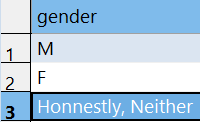 gender
1 M
2 F
3 Honnestly, Neither